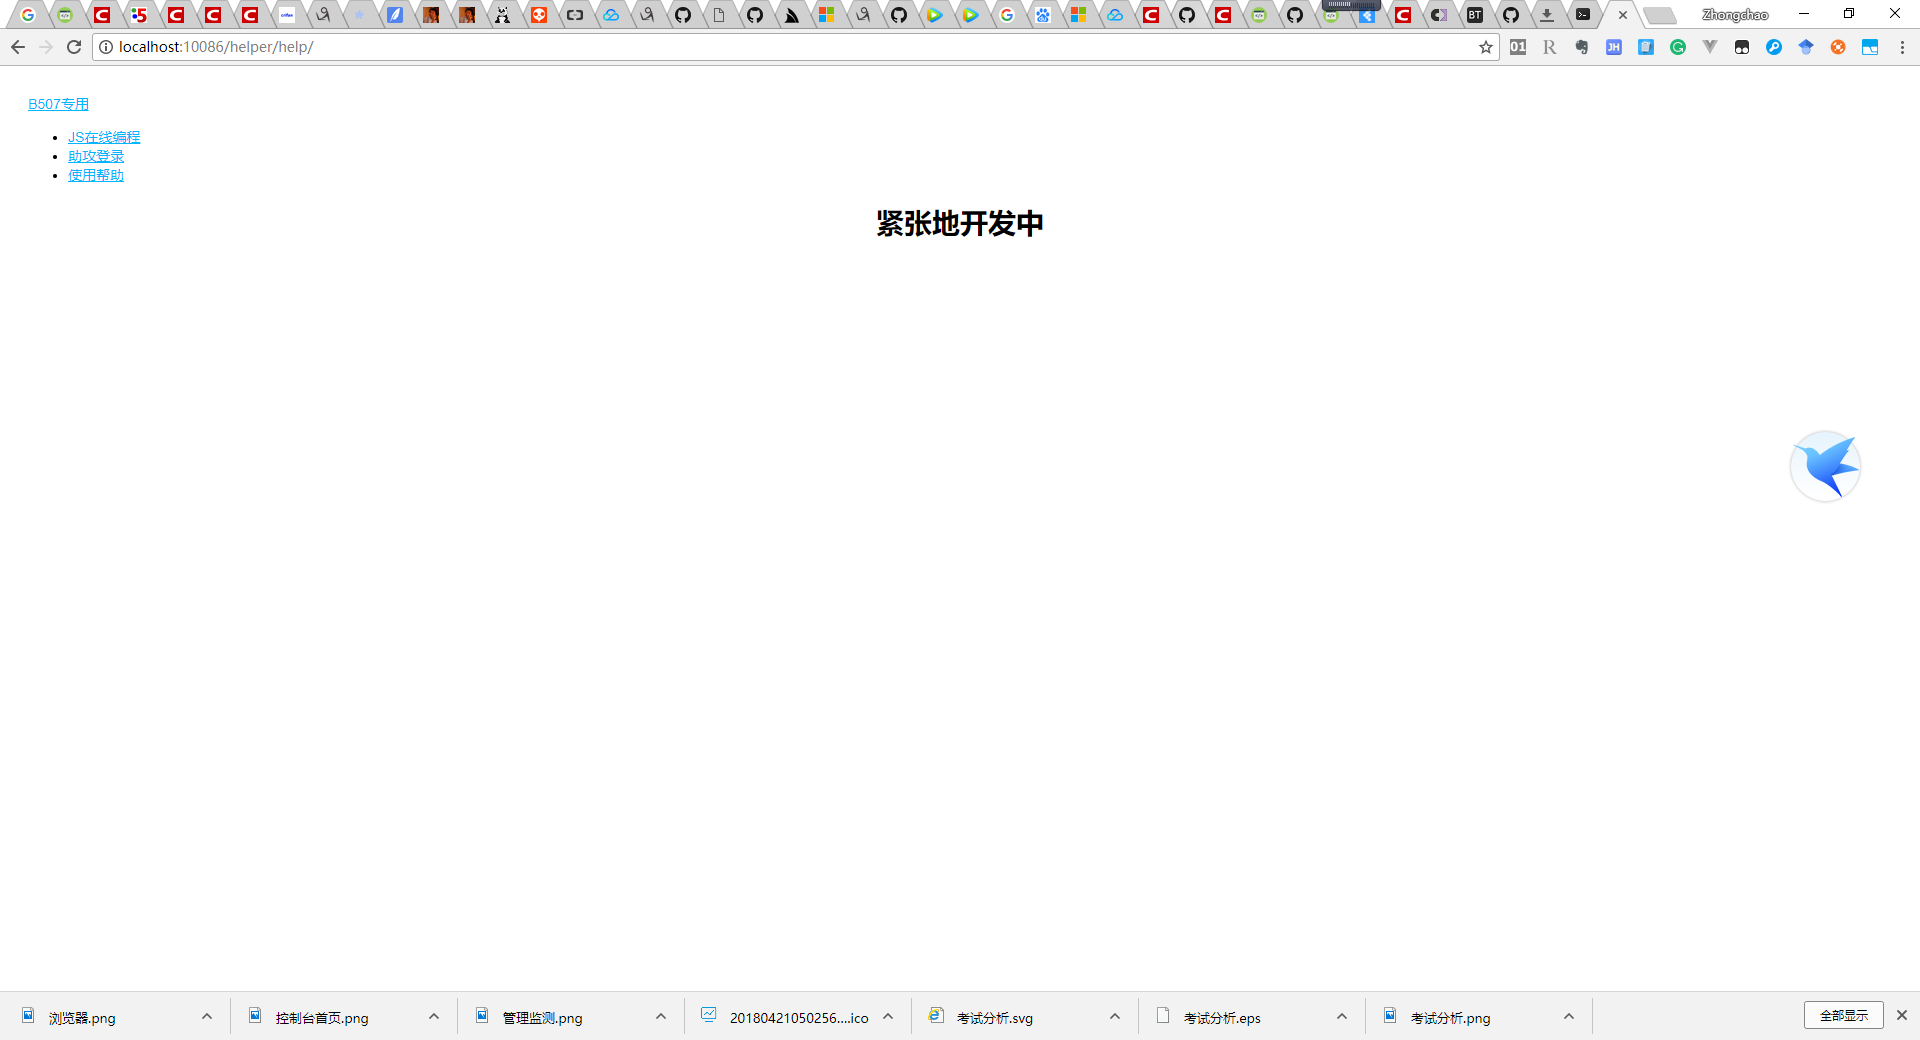 Zhongchao
localhost:10086/helper/help/
01
R
JH
BT
B507专用
JS在线编程
助攻登录
使用帮助
紧张地开发中
浏览器.png
控制台首页.png
管理监测.png
20180421050256....ico
考试分析.svg
考试分析.eps
考试分析.png
全部显示